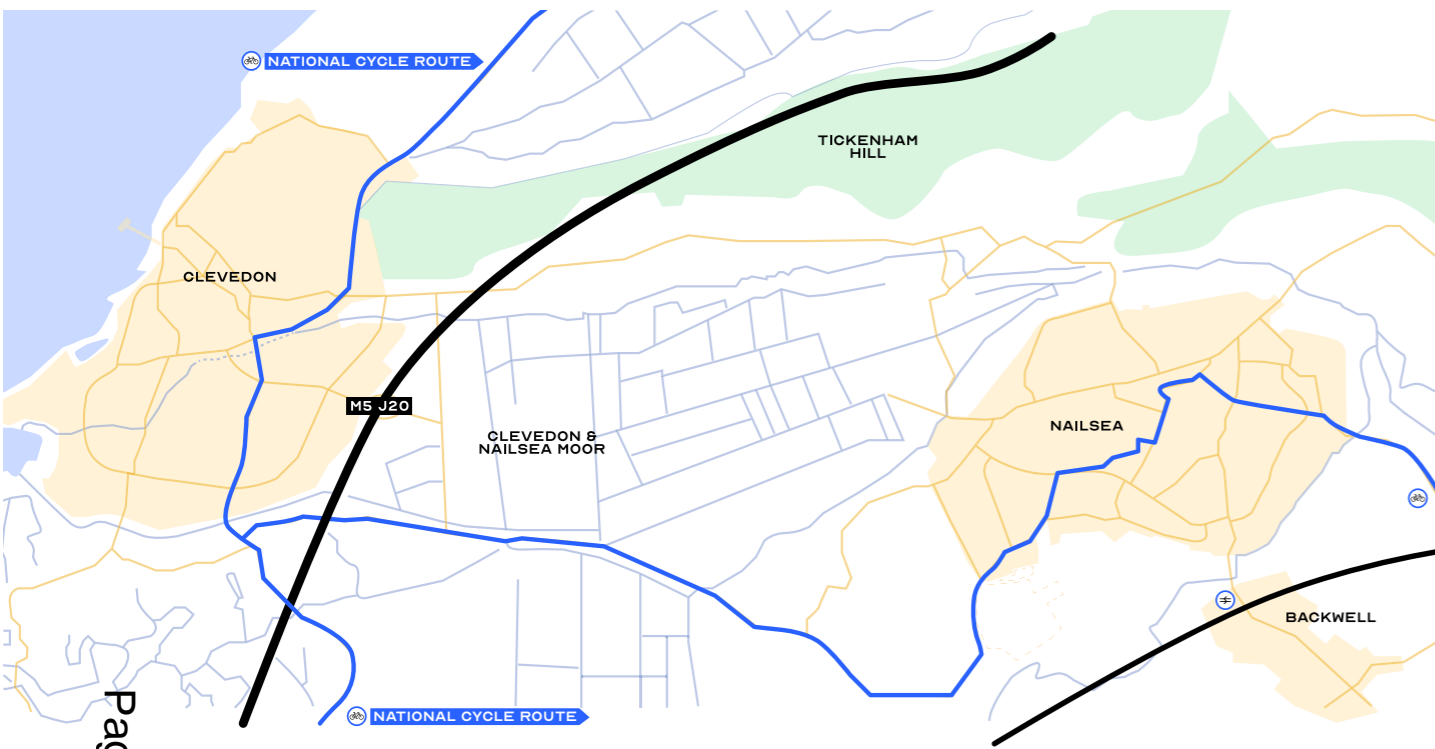 NATIONAL CYCLE ROUTE
TICKENHAM
HILL
CLEVEDON
M5 J20
CLEVEDON &
NAILSEA MOOR
NAILSEA
BACKWELL
NATIONAL CYCLE ROUTE